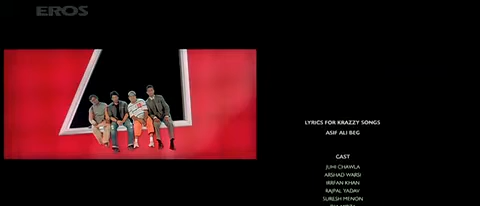 EROS
LYRICS FOR KRAZZY SONGS
ASIF ALI BEG
CAST
JUHI CHAWLA
ARSHAD WARSI
IRRFAN KHAN
RAJPAL YADAV
SURESH MENON